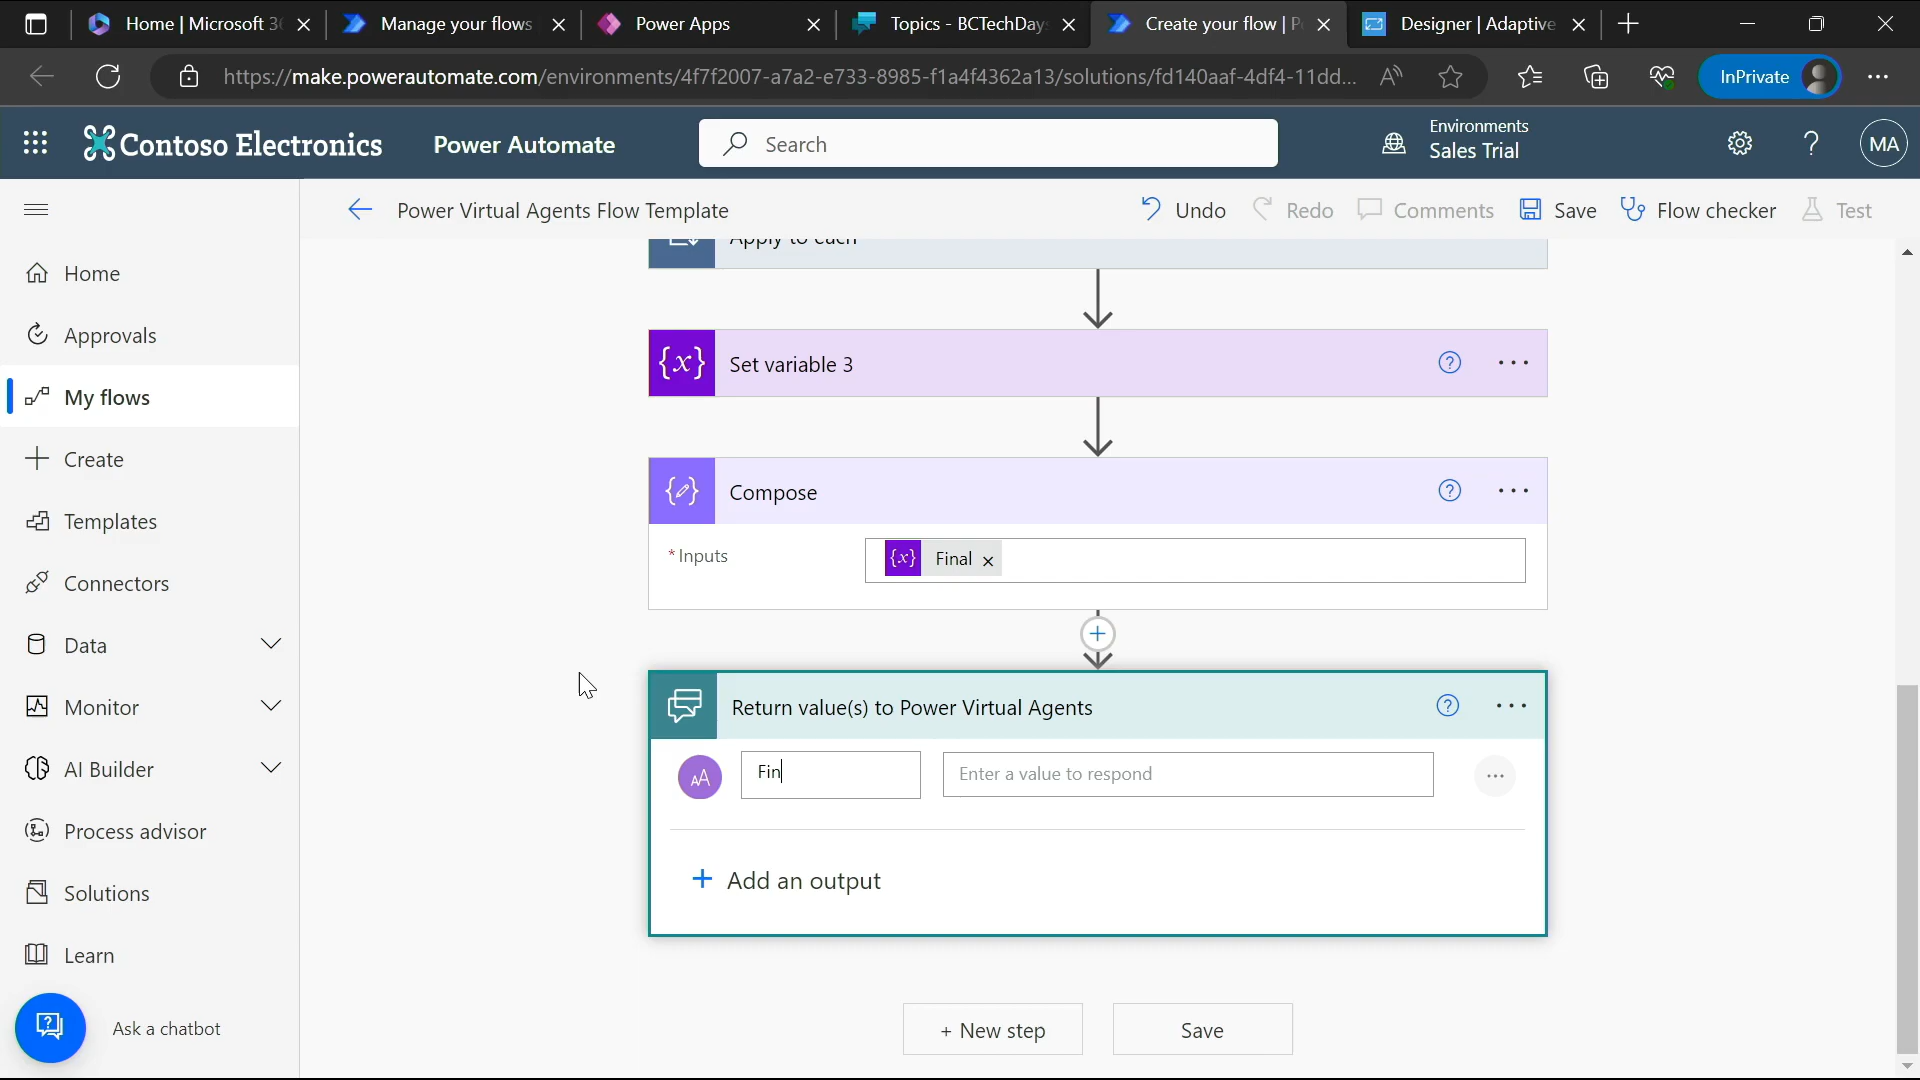 Home | Microsoft 3
Manage your flows
Power Apps
Topics - BCTechDay
Create your flow | P
Designer | Adaptive
https://make.powerautomate.com/environments/4f7f2007-a7a2-e733-8985-f1a4f4362a13/solutions/fd140aaf-4df4-11dd...
InPrivate
Contoso Electronics
Power Automate
Search
Environments
Sales Trial
MA
Power Virtual Agents Flow Template
Undo
Redo
Comments
Save
Flow checker
Test
Home
Approvals
My flows
Create
Templates
Connectors
Data
Monitor
AI Builder
Process advisor
Solutions
Learn
Ask a chatbot
Apply to each
{x} Set variable 3
Compose
* Inputs
{x} Final
Return value(s) to Power Virtual Agents
AA
Fin
Enter a value to respond
+ Add an output
+ New step
Save